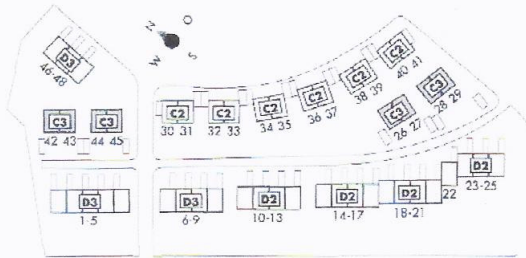 N O
W S
D3
46-48
C2
40 41
C2
38 39
C2
36 37
C2
34 35
C2
32 33
C2
30 31
C3
28 29
C3
26 27
C3
42 43
C3
44 45
D3
1-5
D3
6-9
D2
10-13
D2
14-17
D2
18-21
22
D2
23-25